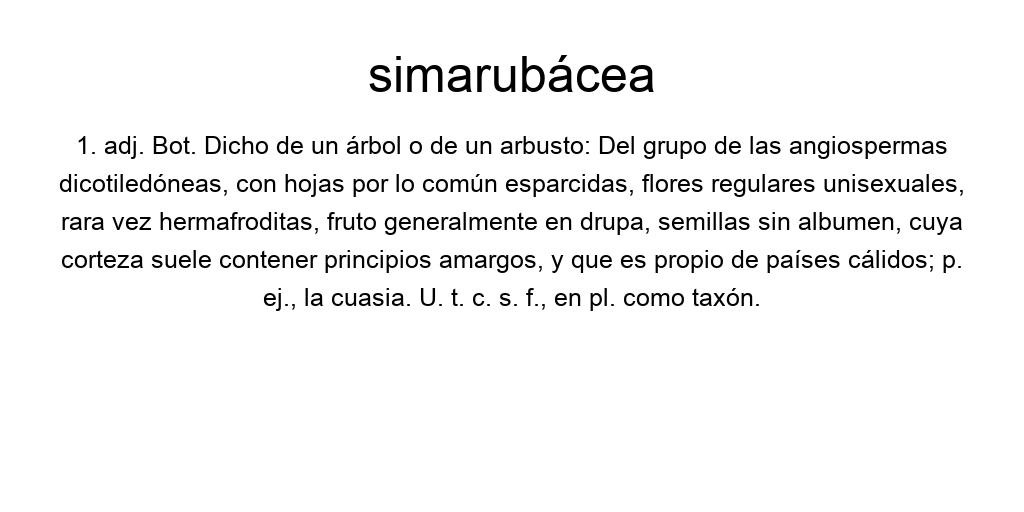 simarubácea
1. adj. Bot. Dicho de un árbol o de un arbusto: Del grupo de las angiospermas
dicotiledóneas, con hojas por lo común esparcidas, flores regulares unisexuales,
rara vez hermafroditas, fruto generalmente en drupa, semillas sin albumen, cuya
corteza suele contener principios amargos, y que es propio de países cálidos; p.
ej., la cuasia. U. t. c. s. f., en pl. como taxón.